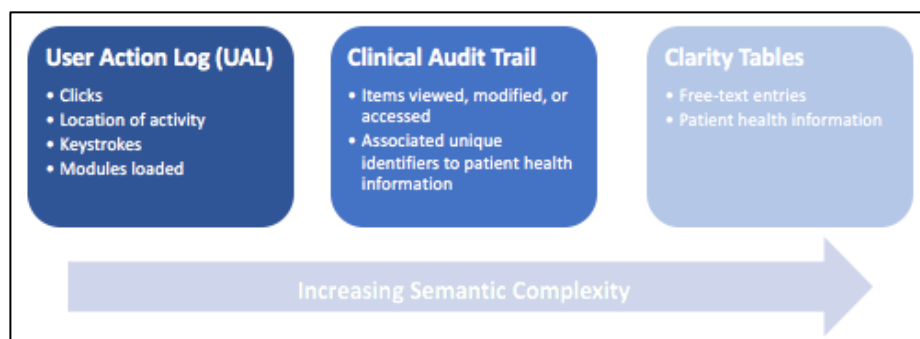 User Action Log (UAL)
• Clicks
• Location of activity
• Keystrokes
• Modules loaded
Clinical Audit Trail
• Items viewed, modified, or
accessed
• Associated unique
identifiers to patient health
information
Clarity Tables
• Free-text entries
• Patient health information
Increasing Semantic Complexity